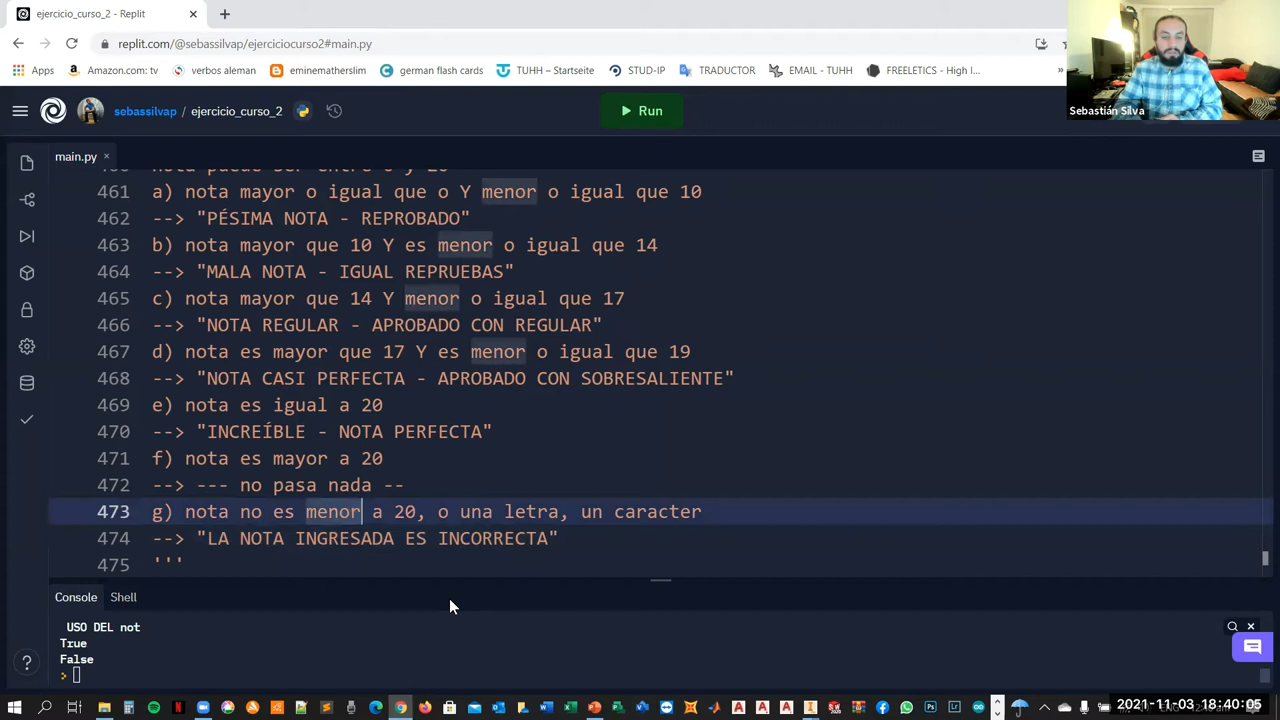 ejercicio_curso_2 - Replit
replit.com/@sebassilvap/ejerciciocurso2#main.py
Apps Amazon.com: tv verbos aleman eminematherslim german flash card TUHH – Startseite STUD-IP TRADUCTOR EMAIL - TUHH FREELETICS - High I... »
Sebastián Silva
sebassilvap / ejercicio_curso_2
Run
main.py ×
461 a) nota mayor o igual que o Y menor o igual que 10
462 --> "PÉSIMA NOTA - REPROBADO"
463 b) nota mayor que 10 Y es menor o igual que 14
464 --> "MALA NOTA - IGUAL REPRUEBAS"
465 c) nota mayor que 14 Y menor o igual que 17
466 --> "NOTA REGULAR - APROBADO CON REGULAR"
467 d) nota es mayor que 17 Y es menor o igual que 19
468 --> "NOTA CASI PERFECTA - APROBADO CON SOBRESALIENTE"
469 e) nota es igual a 20
470 --> "INCREÍBLE - NOTA PERFECTA"
471 f) nota es mayor a 20
472 --> --- no pasa nada --
473 g) nota no es menor a 20, o una letra, un caracter
474 --> "LA NOTA INGRESADA ES INCORRECTA"
475 '''
Console Shell
USO DEL not
True
False
>
2021-11-03 18:40:05